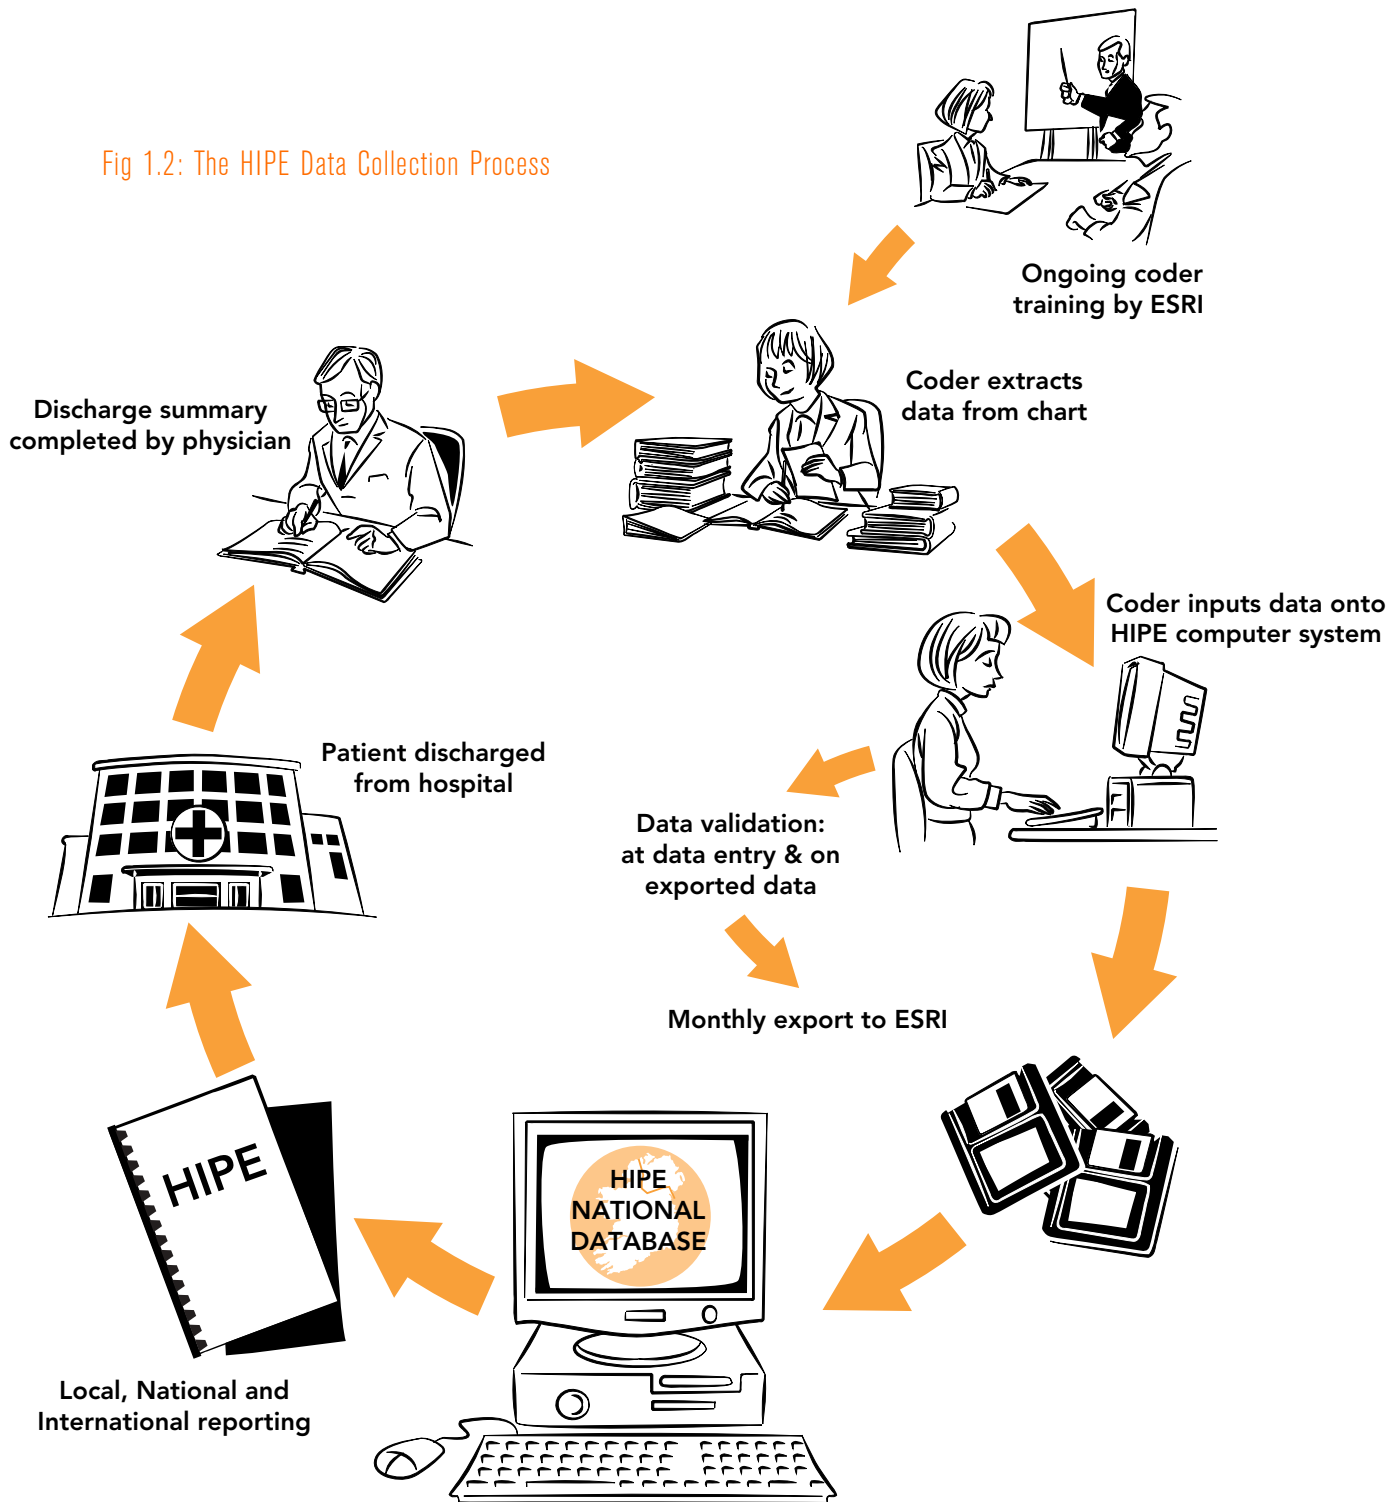 Fig 1.2: The HIPE Data Collection Process
Ongoing coder
training by ESRI
Coder extracts
data from chart
Discharge summary
completed by physician
Coder inputs data onto
HIPE computer system
Patient discharged
from hospital
Data validation:
at data entry & on
exported data
Monthly export to ESRI
HIPE
HIPE
NATIONAL
DATABASE
Local, National and
International reporting